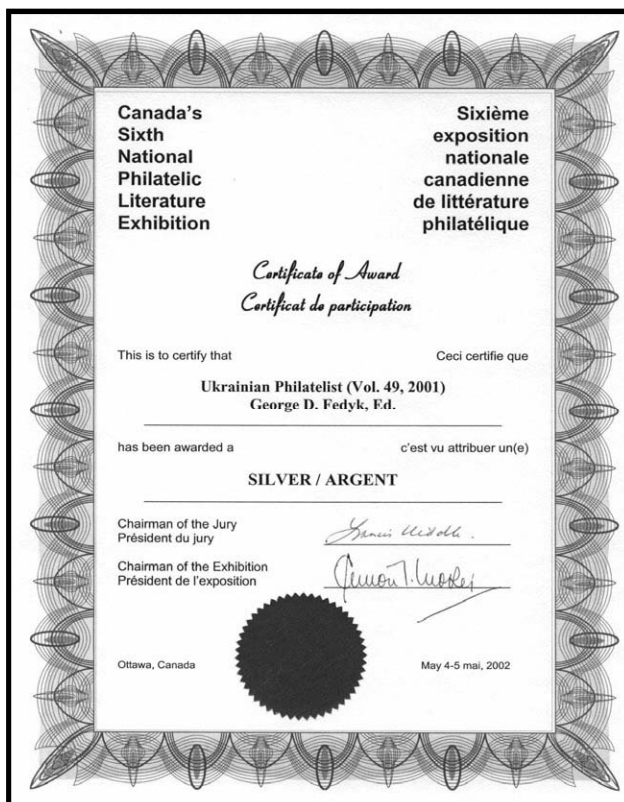 Canada's
Sixth
National
Philatelic
Literature
Exhibition
Sixième
exposition
nationale
canadienne
de littérature
philatélique
Certificate of Award
Certificat de participation
This is to certify that
Ceci certifie que
Ukrainian Philatelist (Vol. 49, 2001)
George D. Fedyk, Ed.
has been awarded a
c'est vu attribuer un(e)
SILVER / ARGENT
Chairman of the Jury
Président du jury
Chairman of the Exhibition
Président de l'exposition
Ottawa, Canada
May 4-5 mai, 2002